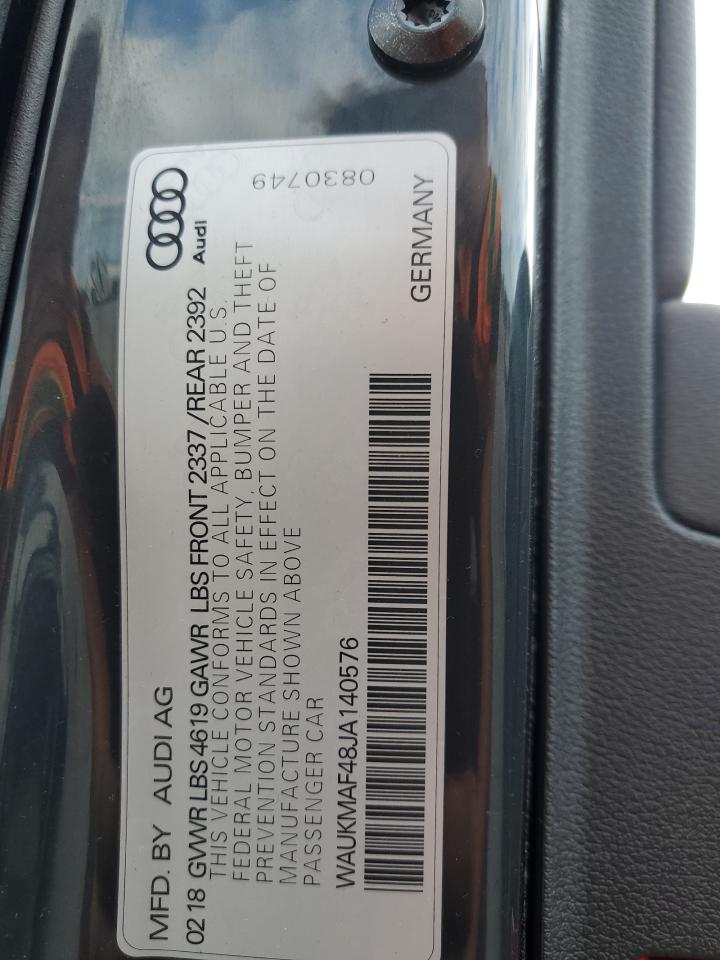 MFD. BY AUDI AG
02 18 GVWR LBS 4619 GAWR LBS FRONT 2337 /REAR 2392
Audi
THIS VEHICLE CONFORMS TO ALL APPLICABLE U.S.
FEDERAL MOTOR VEHICLE SAFETY, BUMPER AND THEFT
PREVENTION STANDARDS IN EFFECT ON THE DATE OF
MANUFACTURE SHOWN ABOVE
PASSENGER CAR
0830749
WAUKMAF48JA140576
GERMANY